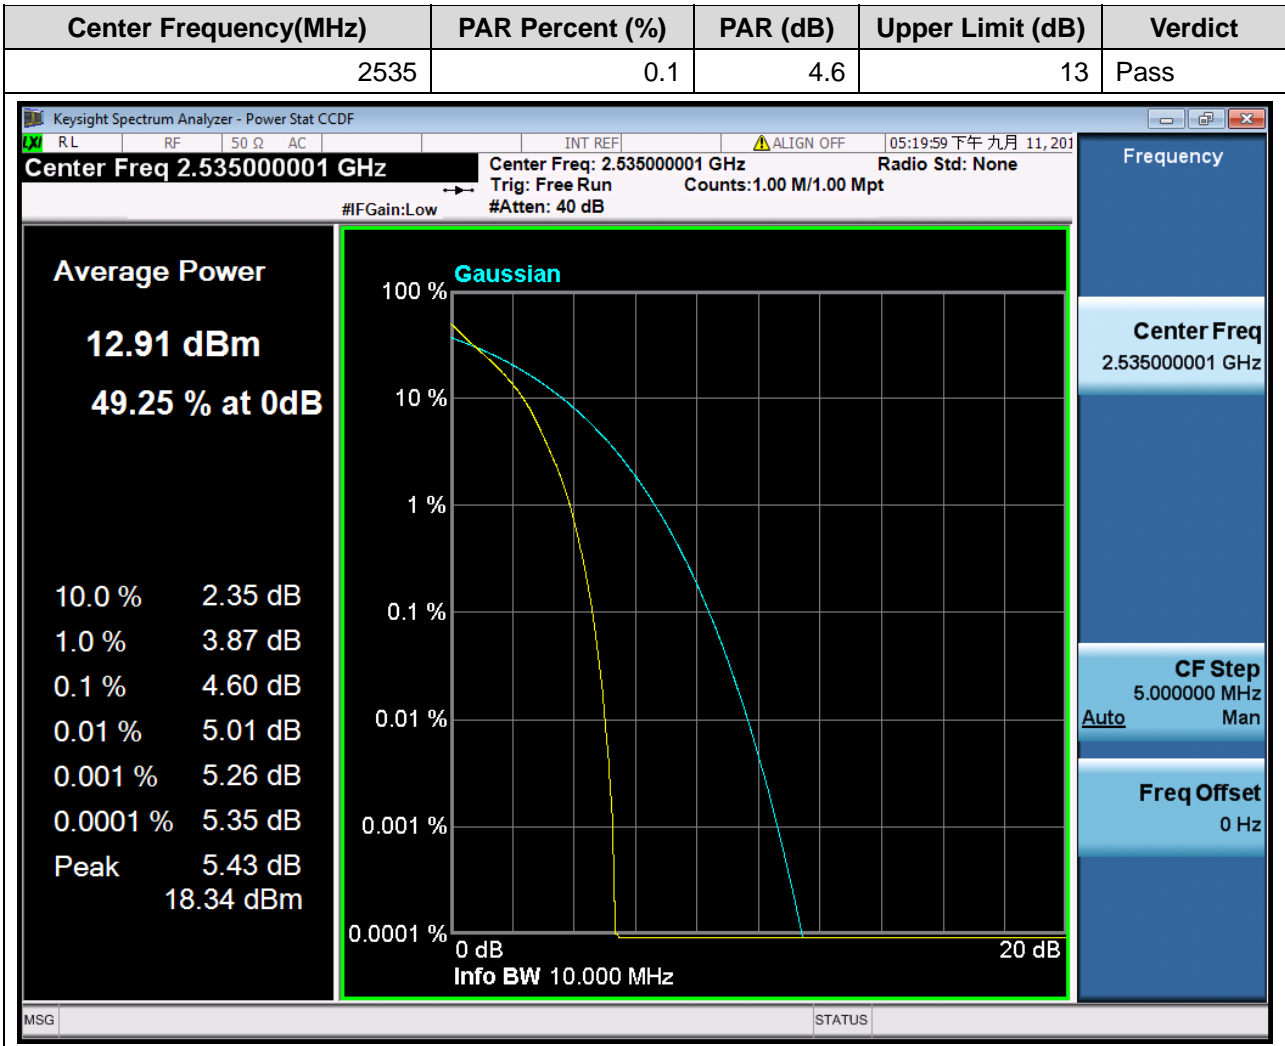 Center Frequency(MHz) PAR Percent (%) PAR (dB) Upper Limit (dB) Verdict
2535 0.1 4.6 13 Pass
Keysight Spectrum Analyzer - Power Stat CCDF
LXI RL RF 50 Ω AC INT REF ALIGN OFF 05:19:59 下午 九月 11, 201
Center Freq 2.535000001 GHz
Center Freq: 2.535000001 GHz Radio Std: None
Trig: Free Run Counts:1.00 M/1.00 Mpt
#IFGain:Low #Atten: 40 dB
Frequency
Average Power
12.91 dBm
49.25 % at 0dB
10.0 % 2.35 dB
1.0 % 3.87 dB
0.1 % 4.60 dB
0.01 % 5.01 dB
0.001 % 5.26 dB
0.0001 % 5.35 dB
Peak 5.43 dB
18.34 dBm
Gaussian
100 %
10 %
1 %
0.1 %
0.01 %
0.001 %
0.0001 %
0 dB 20 dB
Info BW 10.000 MHz
Center Freq
2.535000001 GHz
CF Step
5.000000 MHz
Auto Man
Freq Offset
0 Hz
MSG STATUS